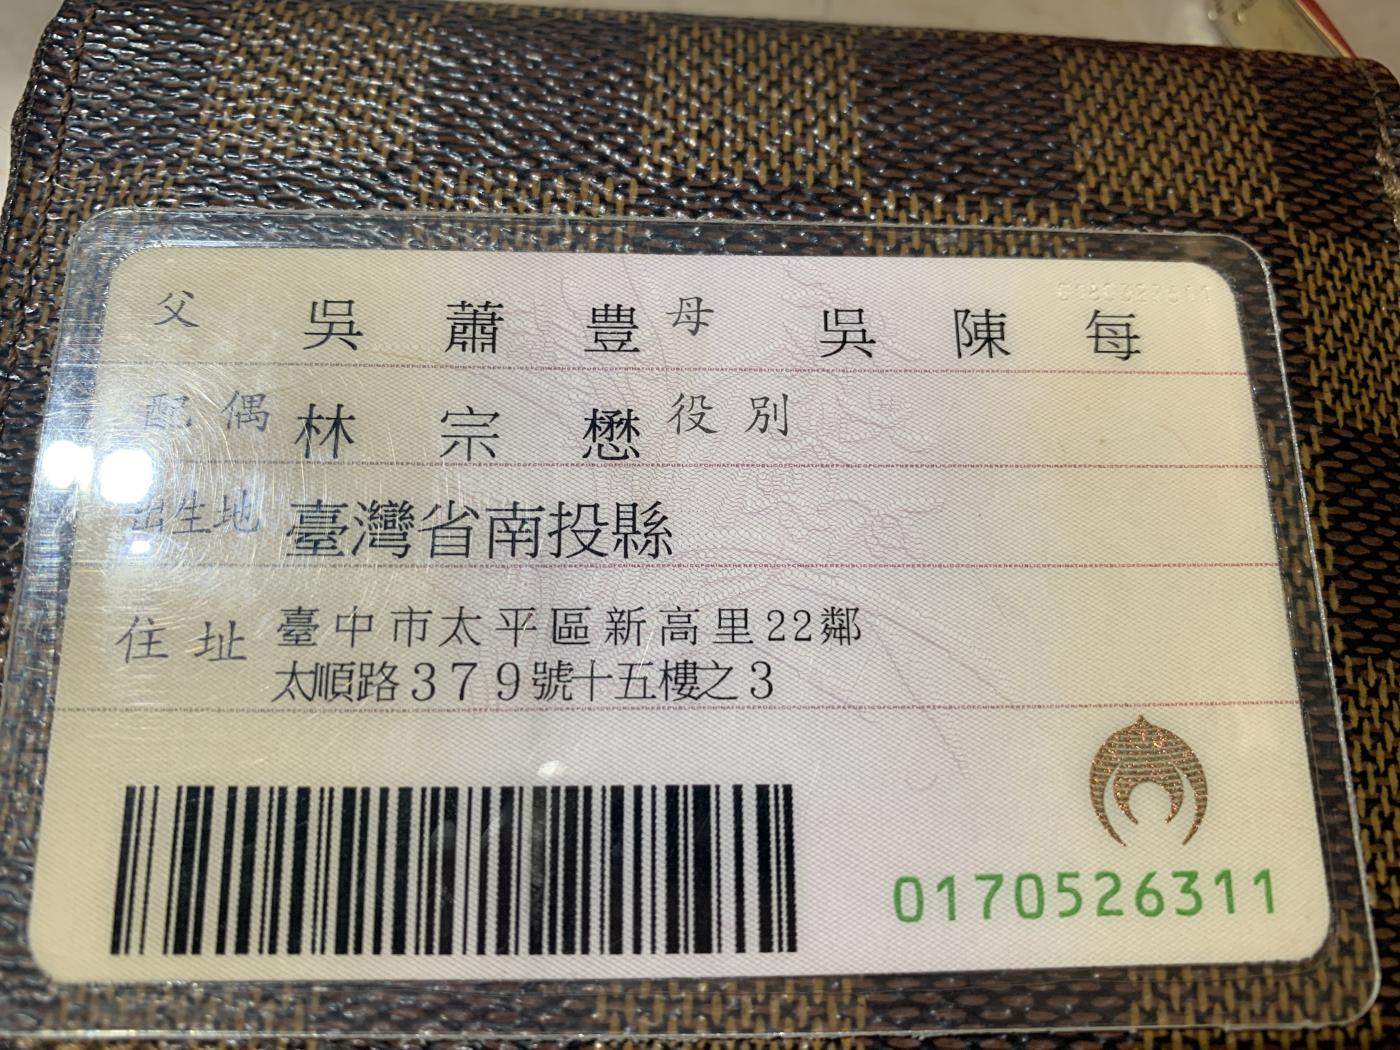 父 吳蕭豐 母 吳陳每
配偶 林宗懋 役別
出生地 臺灣省南投縣
住址 臺中市太平區新高里22鄰
太順路379號十五樓之3
0170526311